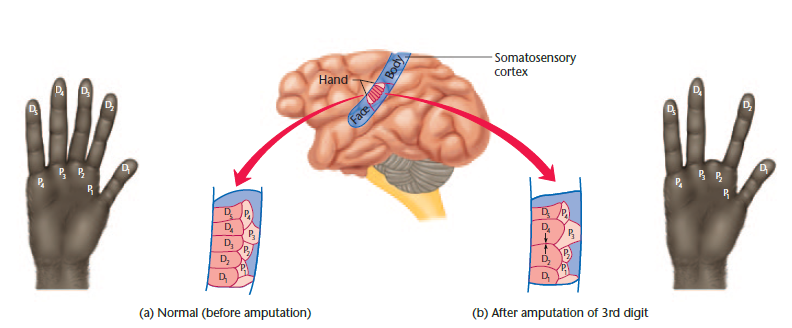 Somatosensory
cortex
Hand
Body
Face
D5
D4
D3
D2
D1
P4
P3
P2
P1
D5
D4
D3
D2
D1
P4
P3
P2
P1
D5
D4
D2
D1
P4
P3
P2
P1
D5
D4
D2
D1
P4
P3
P2
P1
(a) Normal (before amputation)
(b) After amputation of 3rd digit